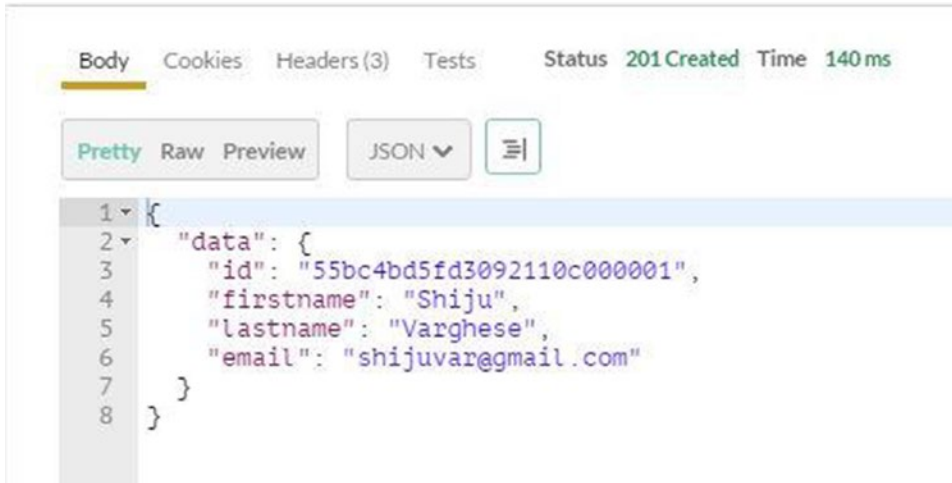 Body Cookies Headers (3) Tests Status 201 Created Time 140 ms
Pretty Raw Preview JSON
1 {
2 "data": {
3 "id": "55bc4bd5fd3092110c000001",
4 "firstname": "Shiju",
5 "lastname": "Varghese",
6 "email": "shijuvar@gmail.com"
7 }
8 }